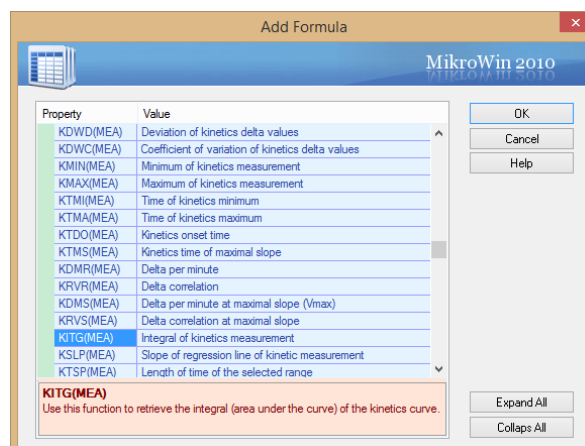 Add Formula
MikroWin 2010
Property Value
KDWD(MEA) Deviation of kinetics delta values
KDWC(MEA) Coefficient of variation of kinetics delta values
KMIN(MEA) Minimum of kinetics measurement
KMAX(MEA) Maximum of kinetics measurement
KTMI(MEA) Time of kinetics minimum
KTMA(MEA) Time of kinetics maximum
KTDO(MEA) Kinetics onset time
KTMS(MEA) Kinetics time of maximal slope
KDMR(MEA) Delta per minute
KRVR(MEA) Delta correlation
KDMS(MEA) Delta per minute at maximal slope (Vmax)
KRVS(MEA) Delta correlation at maximal slope
KITG(MEA) Integral of kinetics measurement
KSLP(MEA) Slope of regression line of kinetic measurement
KTSP(MEA) Length of time of the selected range
KITG(MEA)
Use this function to retrieve the integral (area under the curve) of the kinetics curve.
OK
Cancel
Help
Expand All
Collaps All